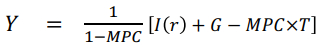 Y = 1/(1−MPC) [I(r) + G − MPC×T]